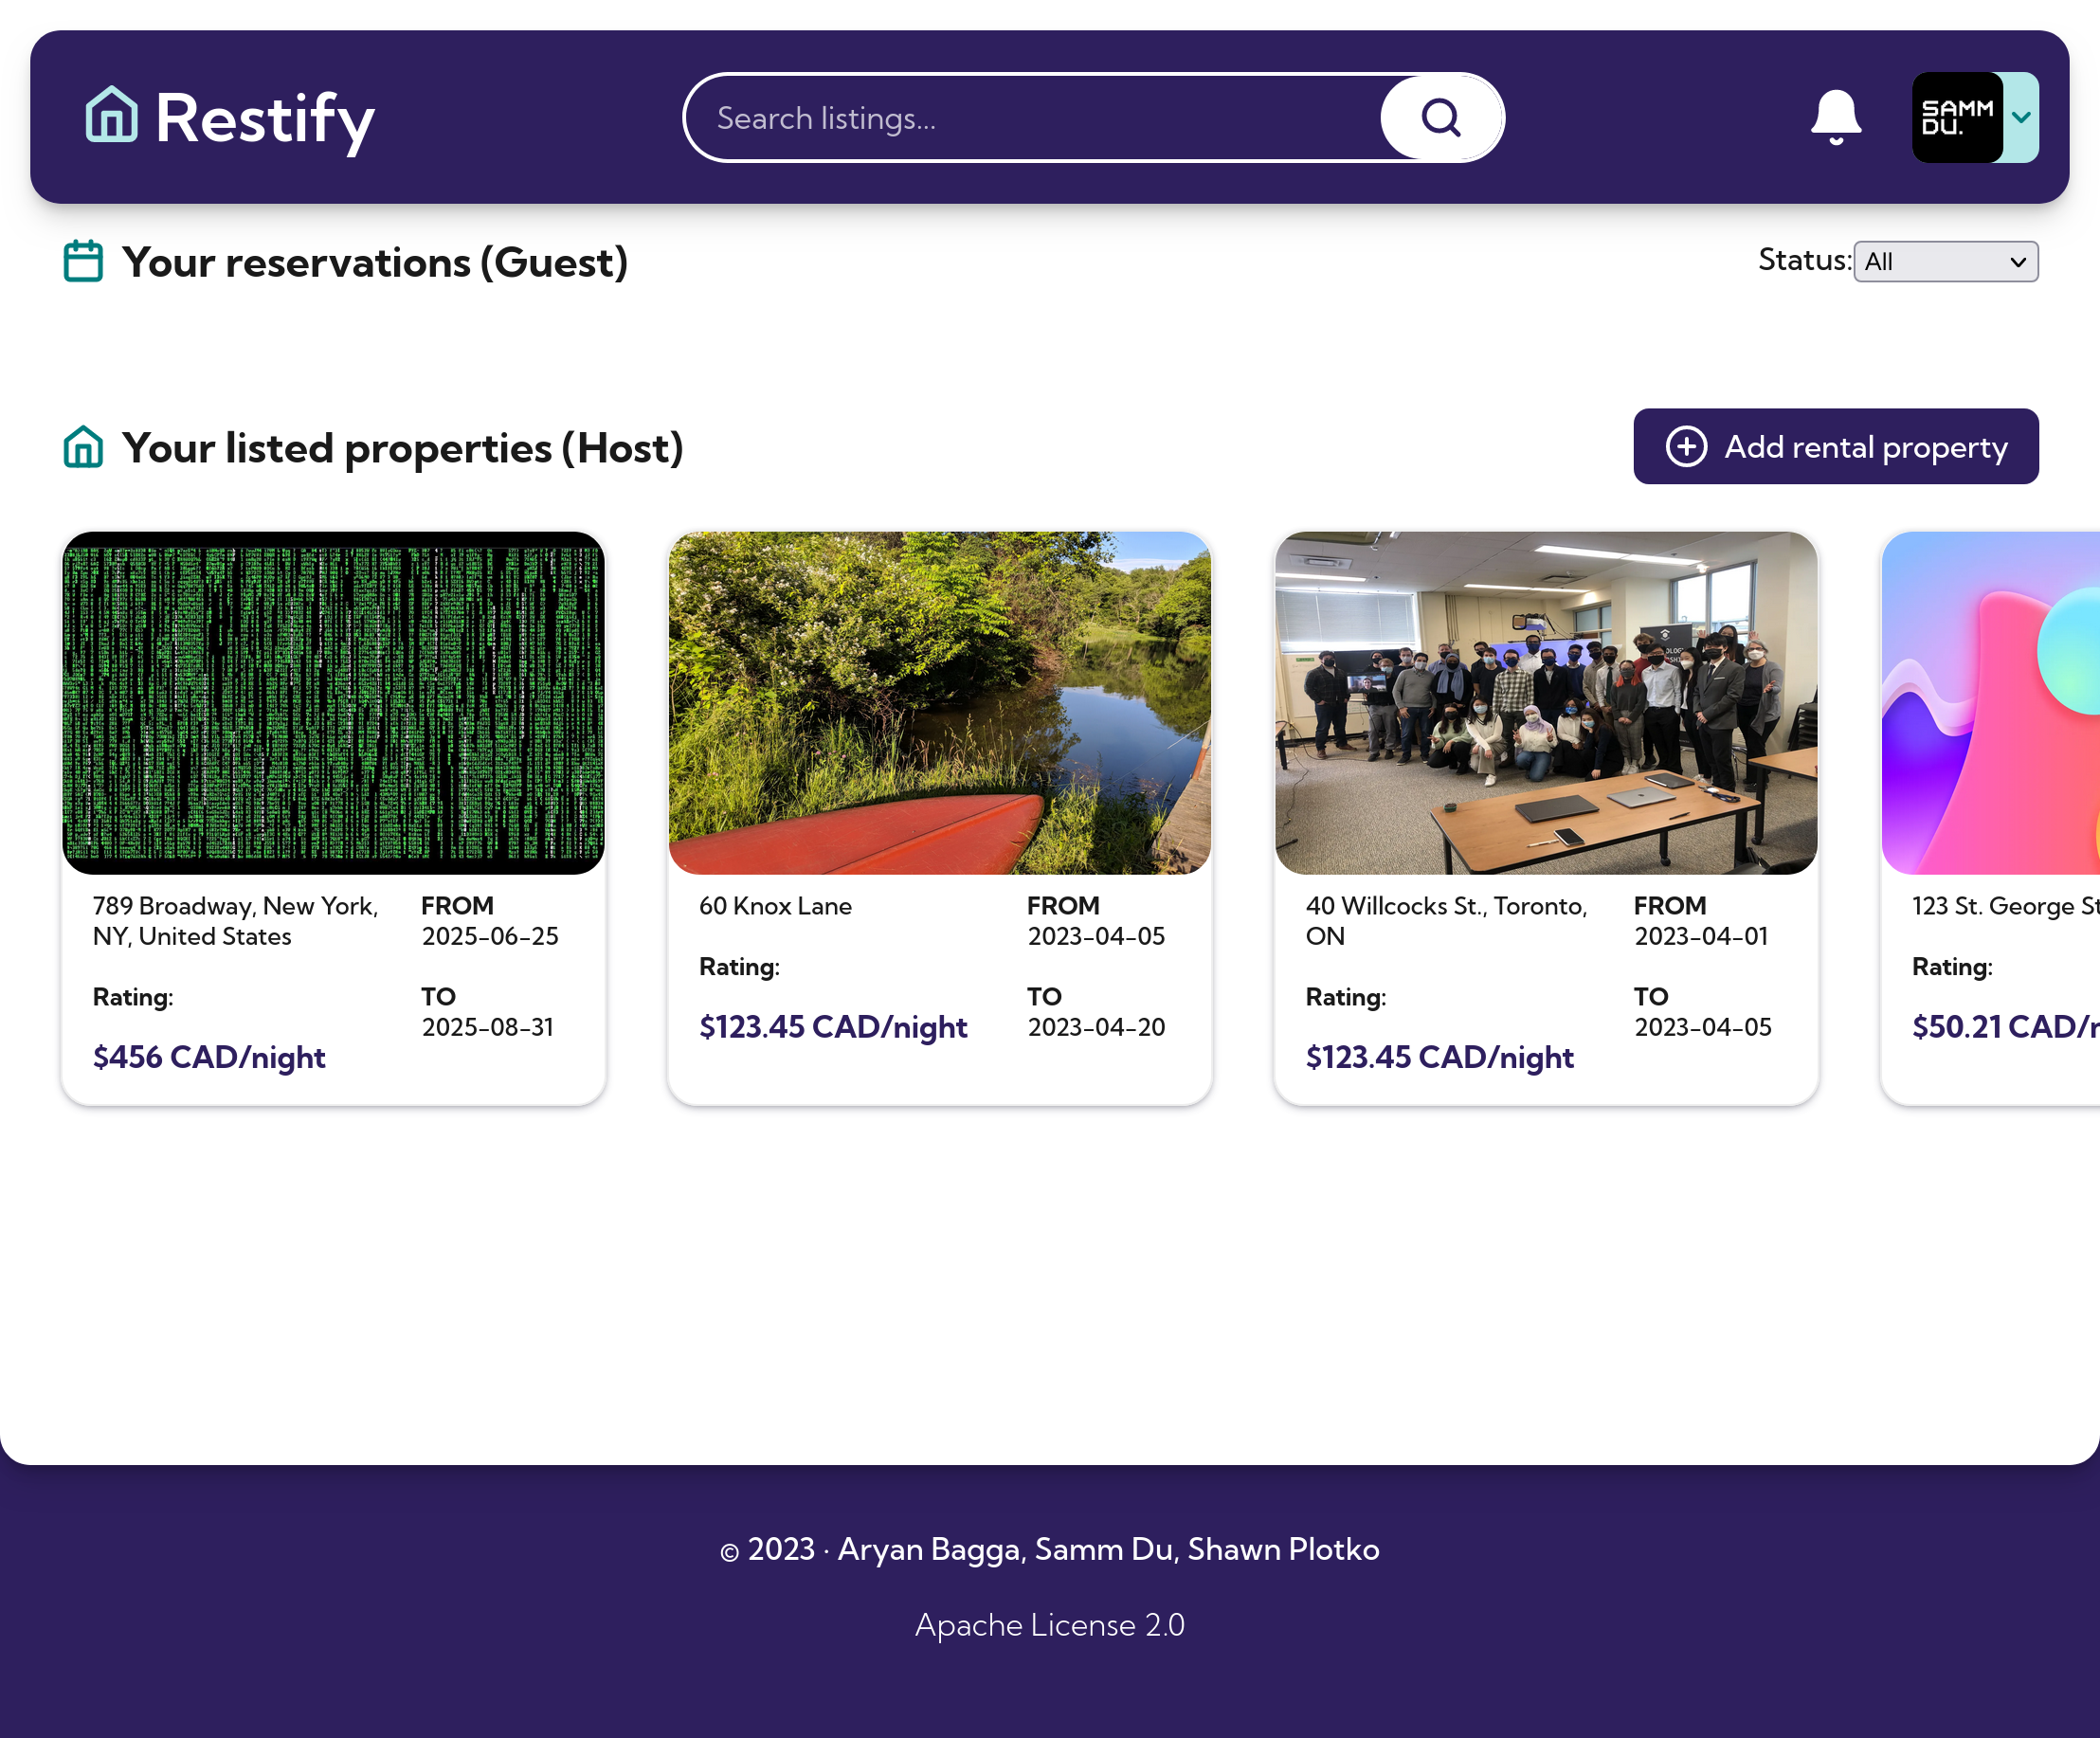 Restify
Search listings...
SAMM
DU.
Your reservations (Guest)
Status: All
Your listed properties (Host)
Add rental property
789 Broadway, New York,
NY, United States
Rating:
$456 CAD/night
FROM
2025-06-25
TO
2025-08-31
60 Knox Lane
Rating:
$123.45 CAD/night
FROM
2023-04-05
TO
2023-04-20
40 Willcocks St., Toronto,
ON
Rating:
$123.45 CAD/night
FROM
2023-04-01
TO
2023-04-05
123 St. George
Rating:
$50.21
© 2023 · Aryan Bagga, Samm Du, Shawn Plotko
Apache License 2.0